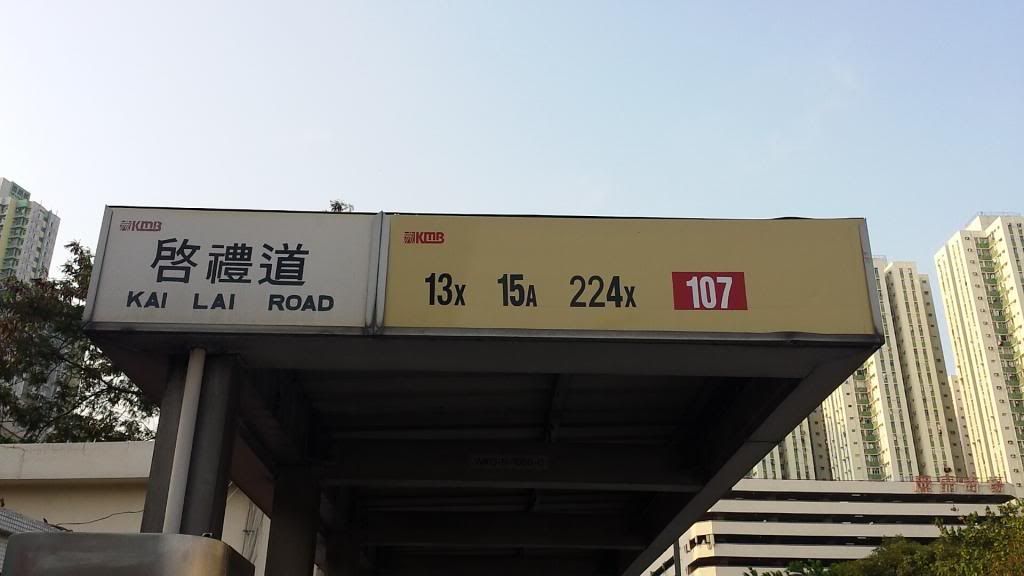 KMB
啓禮道
KAI LAI ROAD
KMB
13X 15A 224X 107